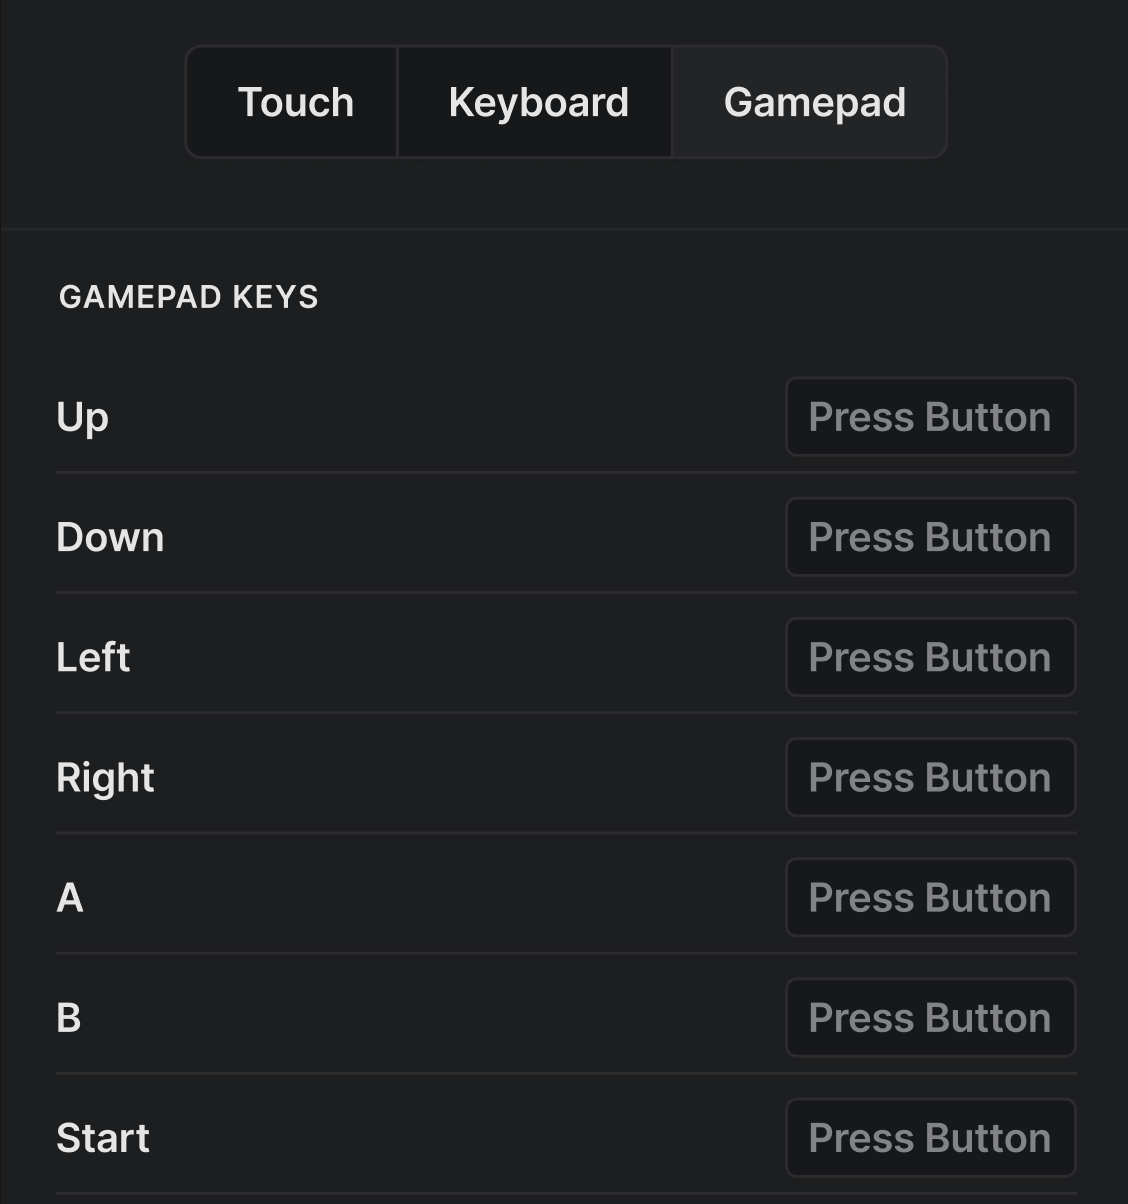 Touch Keyboard Gamepad
GAMEPAD KEYS
Up Press Button
Down Press Button
Left Press Button
Right Press Button
A Press Button
B Press Button
Start Press Button